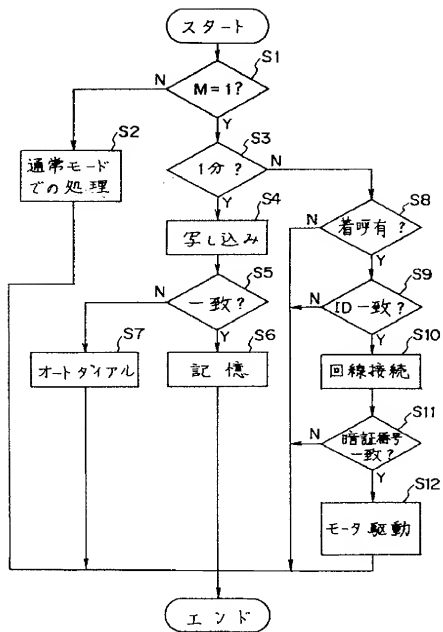 スタート
S1
M=1?
N
Y
S2
通常モード
での処理
S3
1分?
N
Y
S4
写し込み
S5
一致?
N
Y
S7
オートダイアル
S6
記憶
S8
着呼有?
N
Y
S9
ID一致?
N
Y
S10
回線接続
S11
暗証番号
一致?
N
Y
S12
モータ駆動
エンド